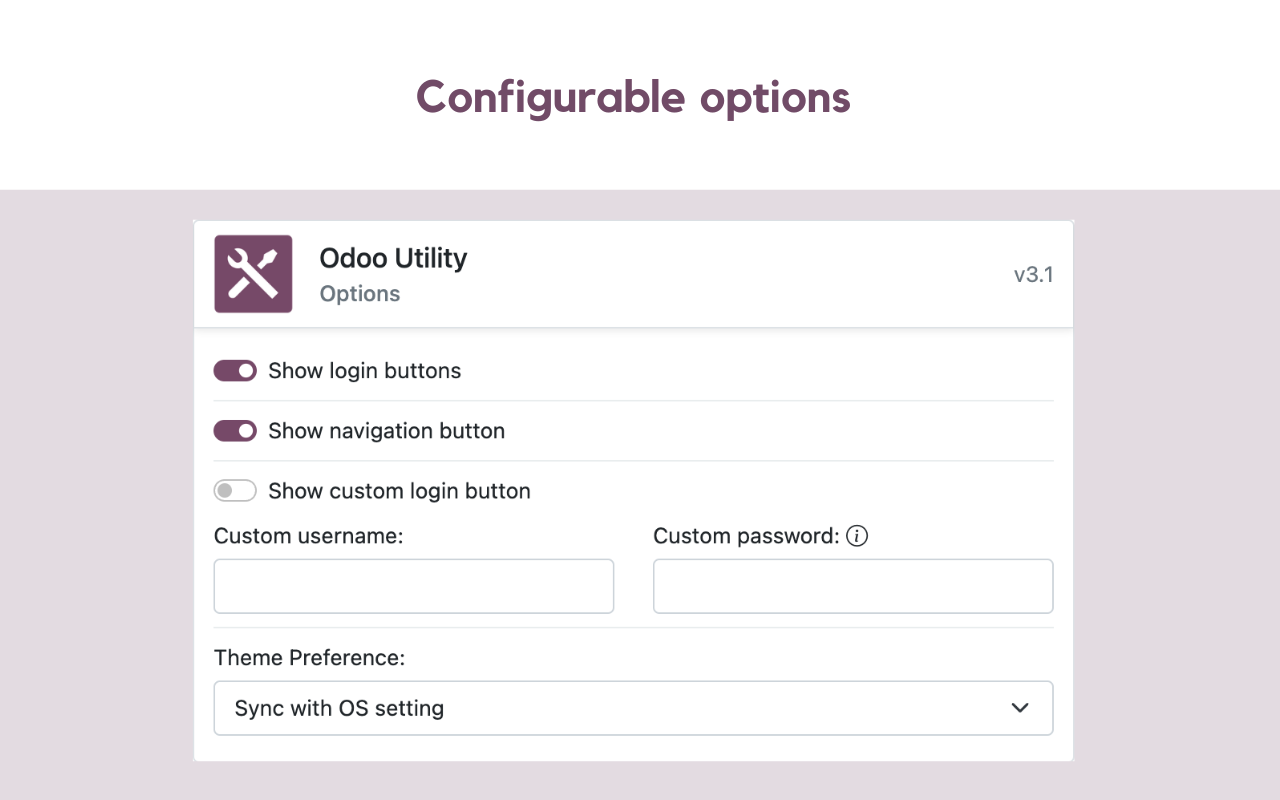 Configurable options
Odoo Utility
Options
v3.1
Show login buttons
Show navigation button
Show custom login button
Custom username:
Custom password:
Theme Preference:
Sync with OS setting